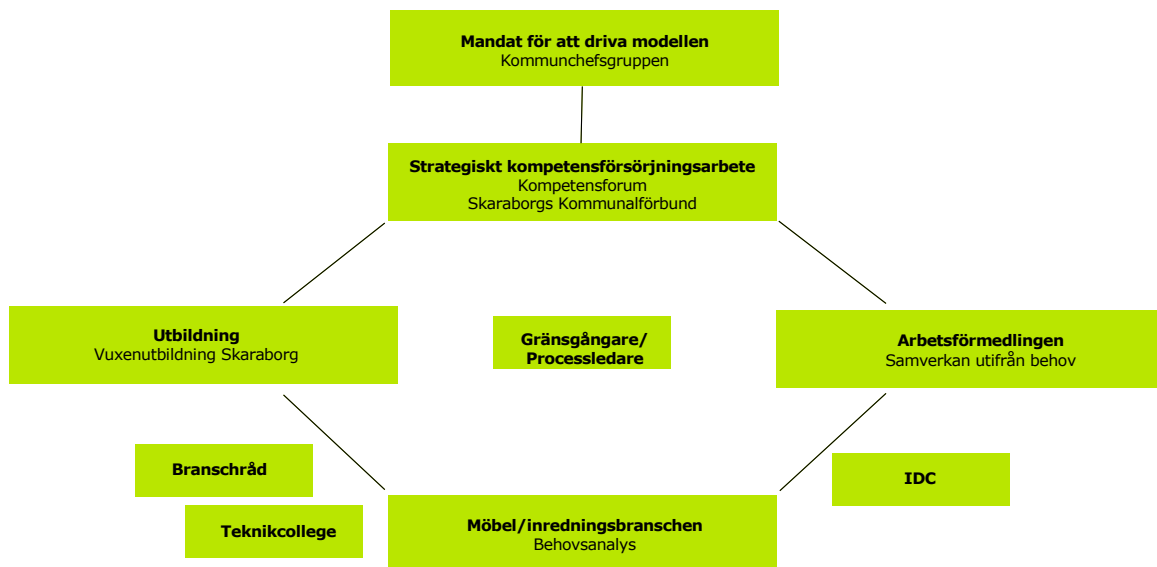 Mandat för att driva modellen
Kommunchefsgruppen
Strategiskt kompetensförsörjningsarbete
Kompetensforum
Skaraborgs Kommunalförbund
Utbildning
Vuxenutbildning Skaraborg
Gränsgångare/
Processledare
Arbetsförmedlingen
Samverkan utifrån behov
Branschråd
Teknikcollege
IDC
Möbel/inredningsbranschen
Behovsanalys